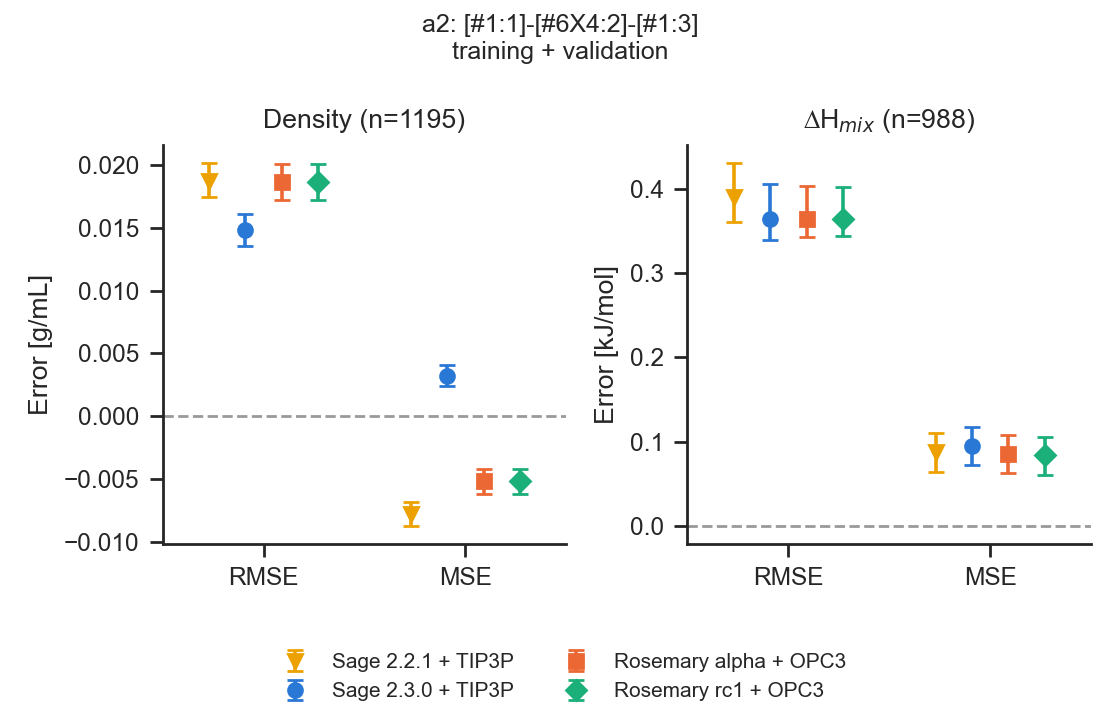 a2: [#1:1]-[#6X4:2]-[#1:3]
training + validation
Density (n=1195)
Error [g/mL]
0.020
0.015
0.010
0.005
0.000
−0.005
−0.010
RMSE
MSE
ΔHmix (n=988)
Error [kJ/mol]
0.4
0.3
0.2
0.1
0.0
RMSE
MSE
Sage 2.2.1 + TIP3P
Sage 2.3.0 + TIP3P
Rosemary alpha + OPC3
Rosemary rc1 + OPC3